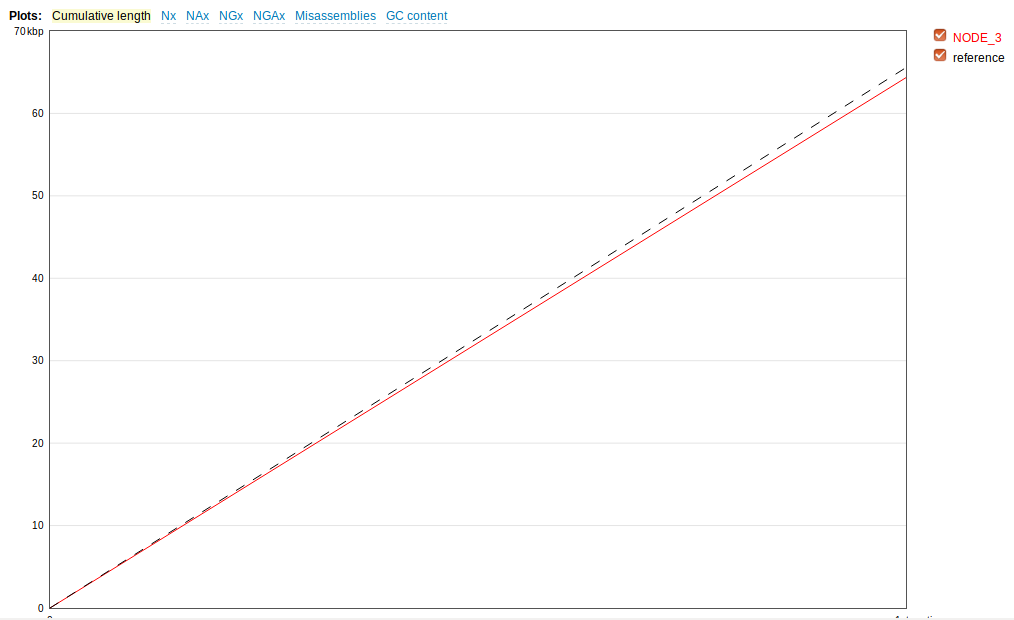 Plots: Cumulative length Nx NAx NGx NGAx Misassemblies GC content
70 kbp
NODE_3
reference
60
50
40
30
20
10
0